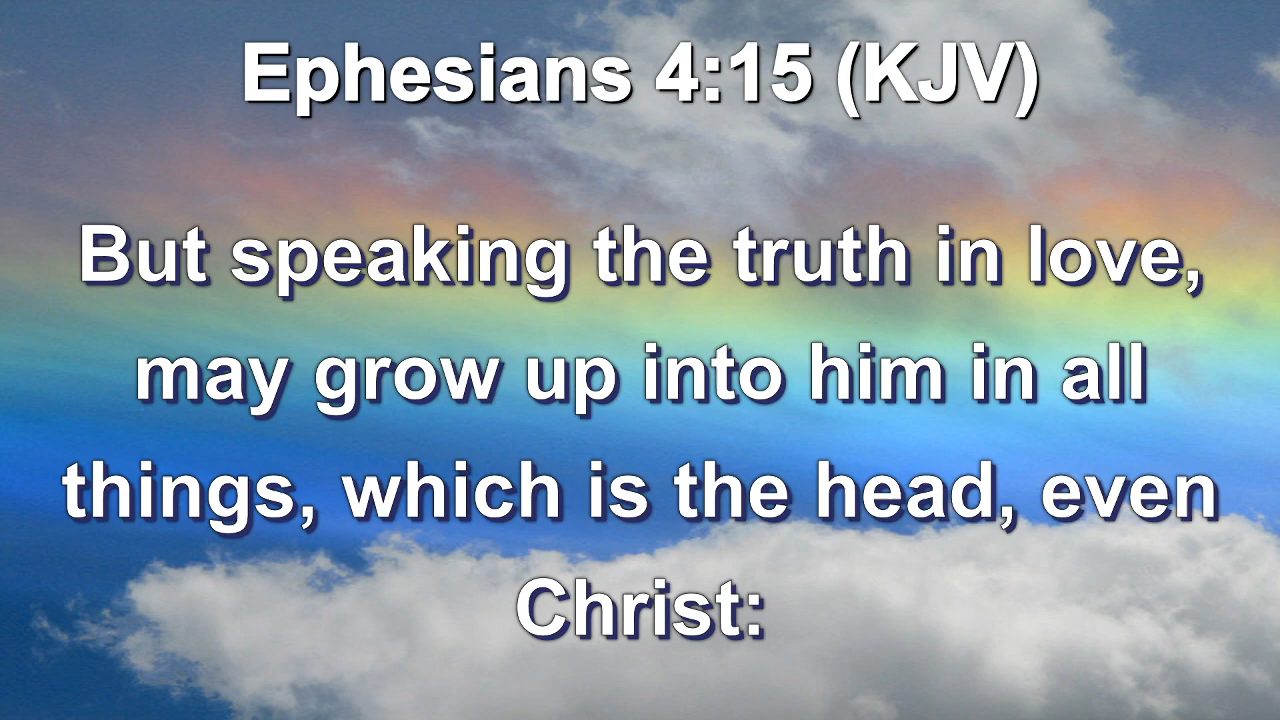 Ephesians 4:15 (KJV)
But speaking the truth in love,
may grow up into him in all
things, which is the head, even
Christ: